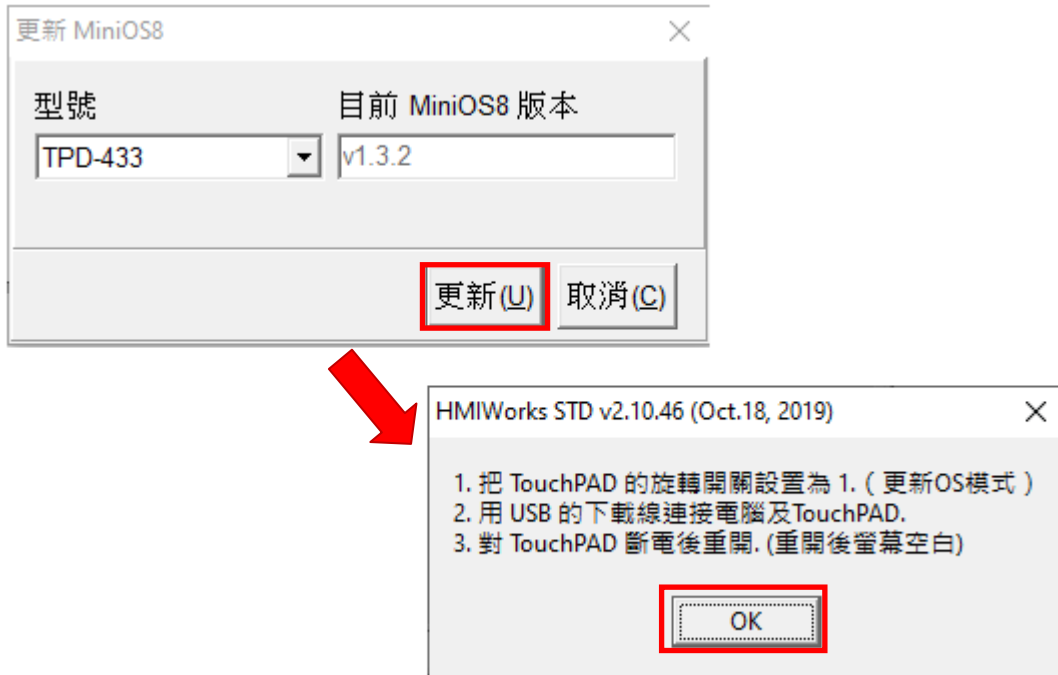 更新 MiniOS8
型號
目前 MiniOS8 版本
TPD-433
v1.3.2
更新(U)
取消(C)
HMIWorks STD v2.10.46 (Oct.18, 2019)
1. 把 TouchPAD 的旋轉開關設置為 1. ( 更新OS模式 )
2. 用 USB 的下載線連接電腦及TouchPAD.
3. 對 TouchPAD 斷電後重開. (重開後螢幕空白)
OK